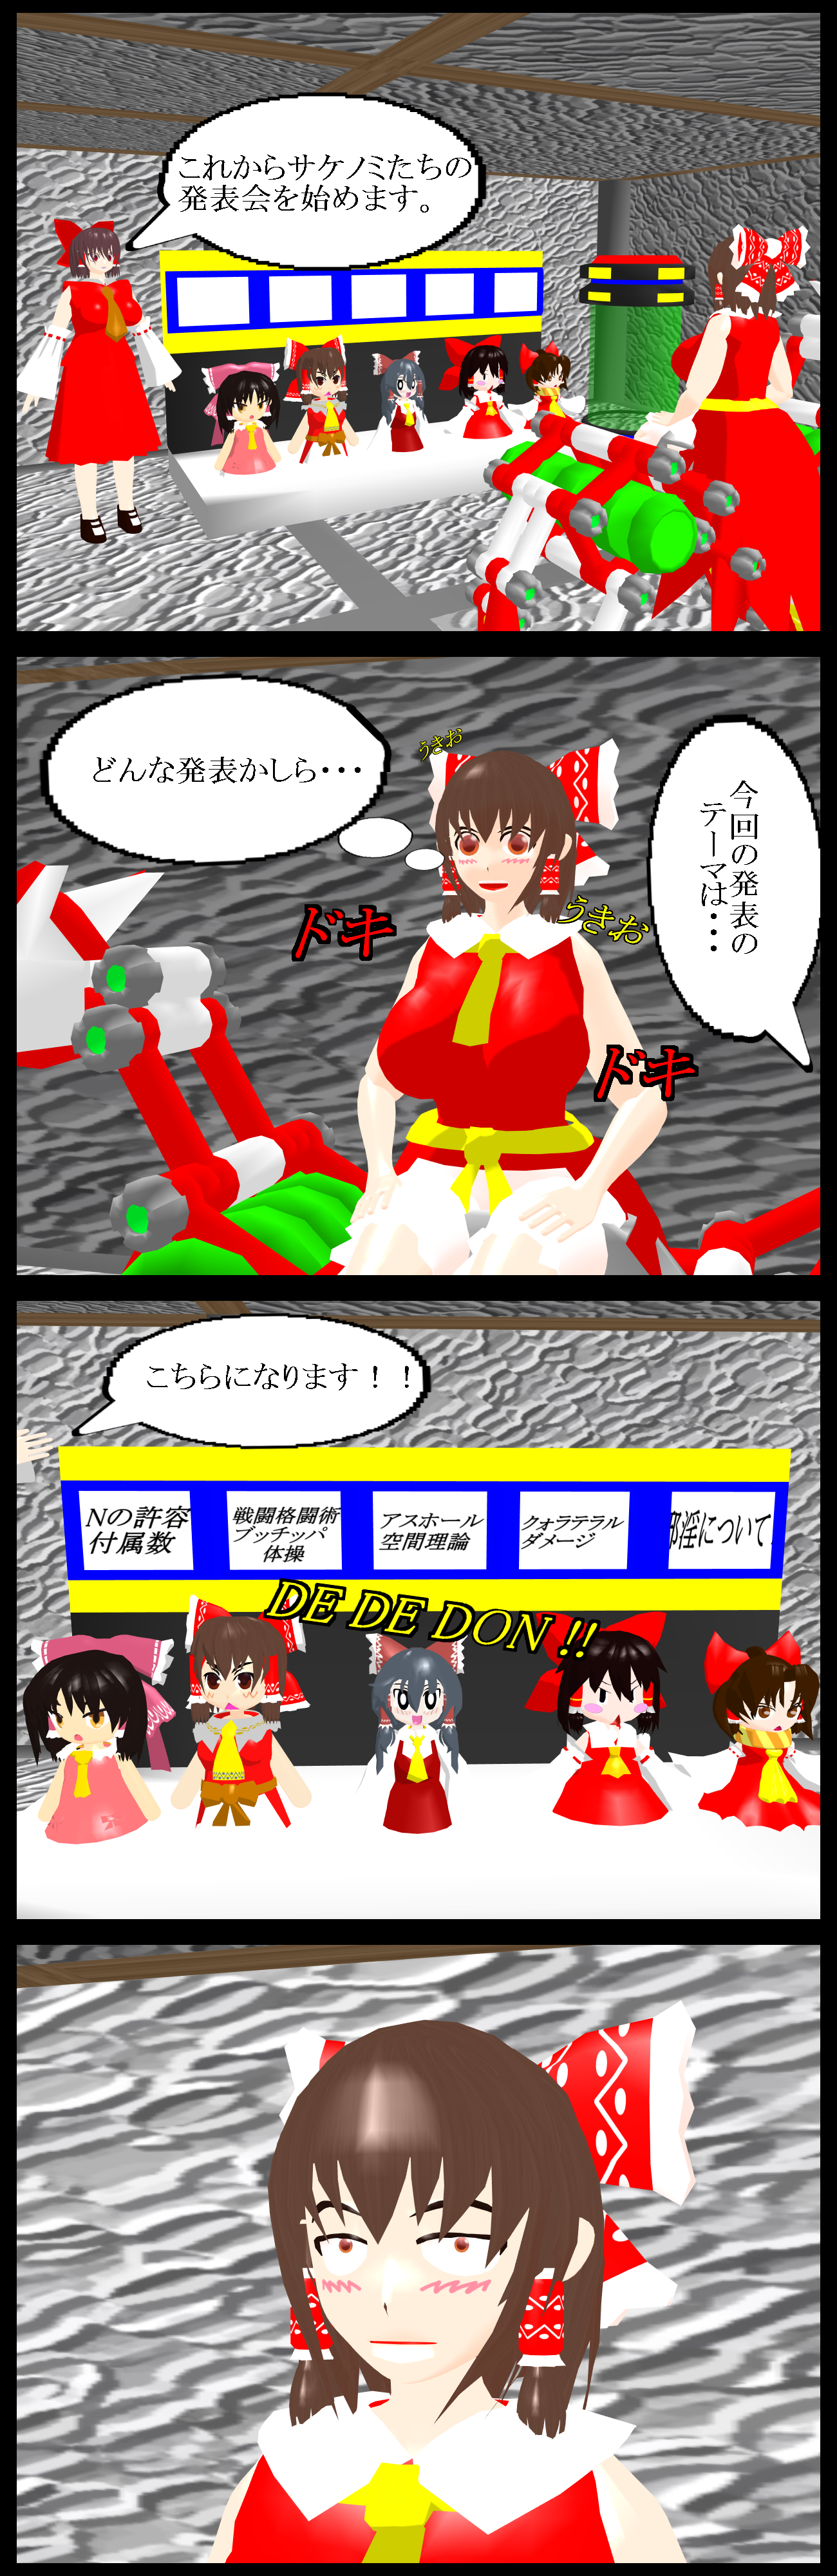 これからサケノミたちの
発表会を始めます。
今回の発表の
テーマは・・・
どんな発表かしら・・・
うきお
ドキ
うきお
ドキ
こちらになります！！
Nの許容
付属数
戦闘格闘術
ブッチッパ
体操
アスホール
空間理論
クォラテラル
ダメージ
邪淫について
DE DE DON !!